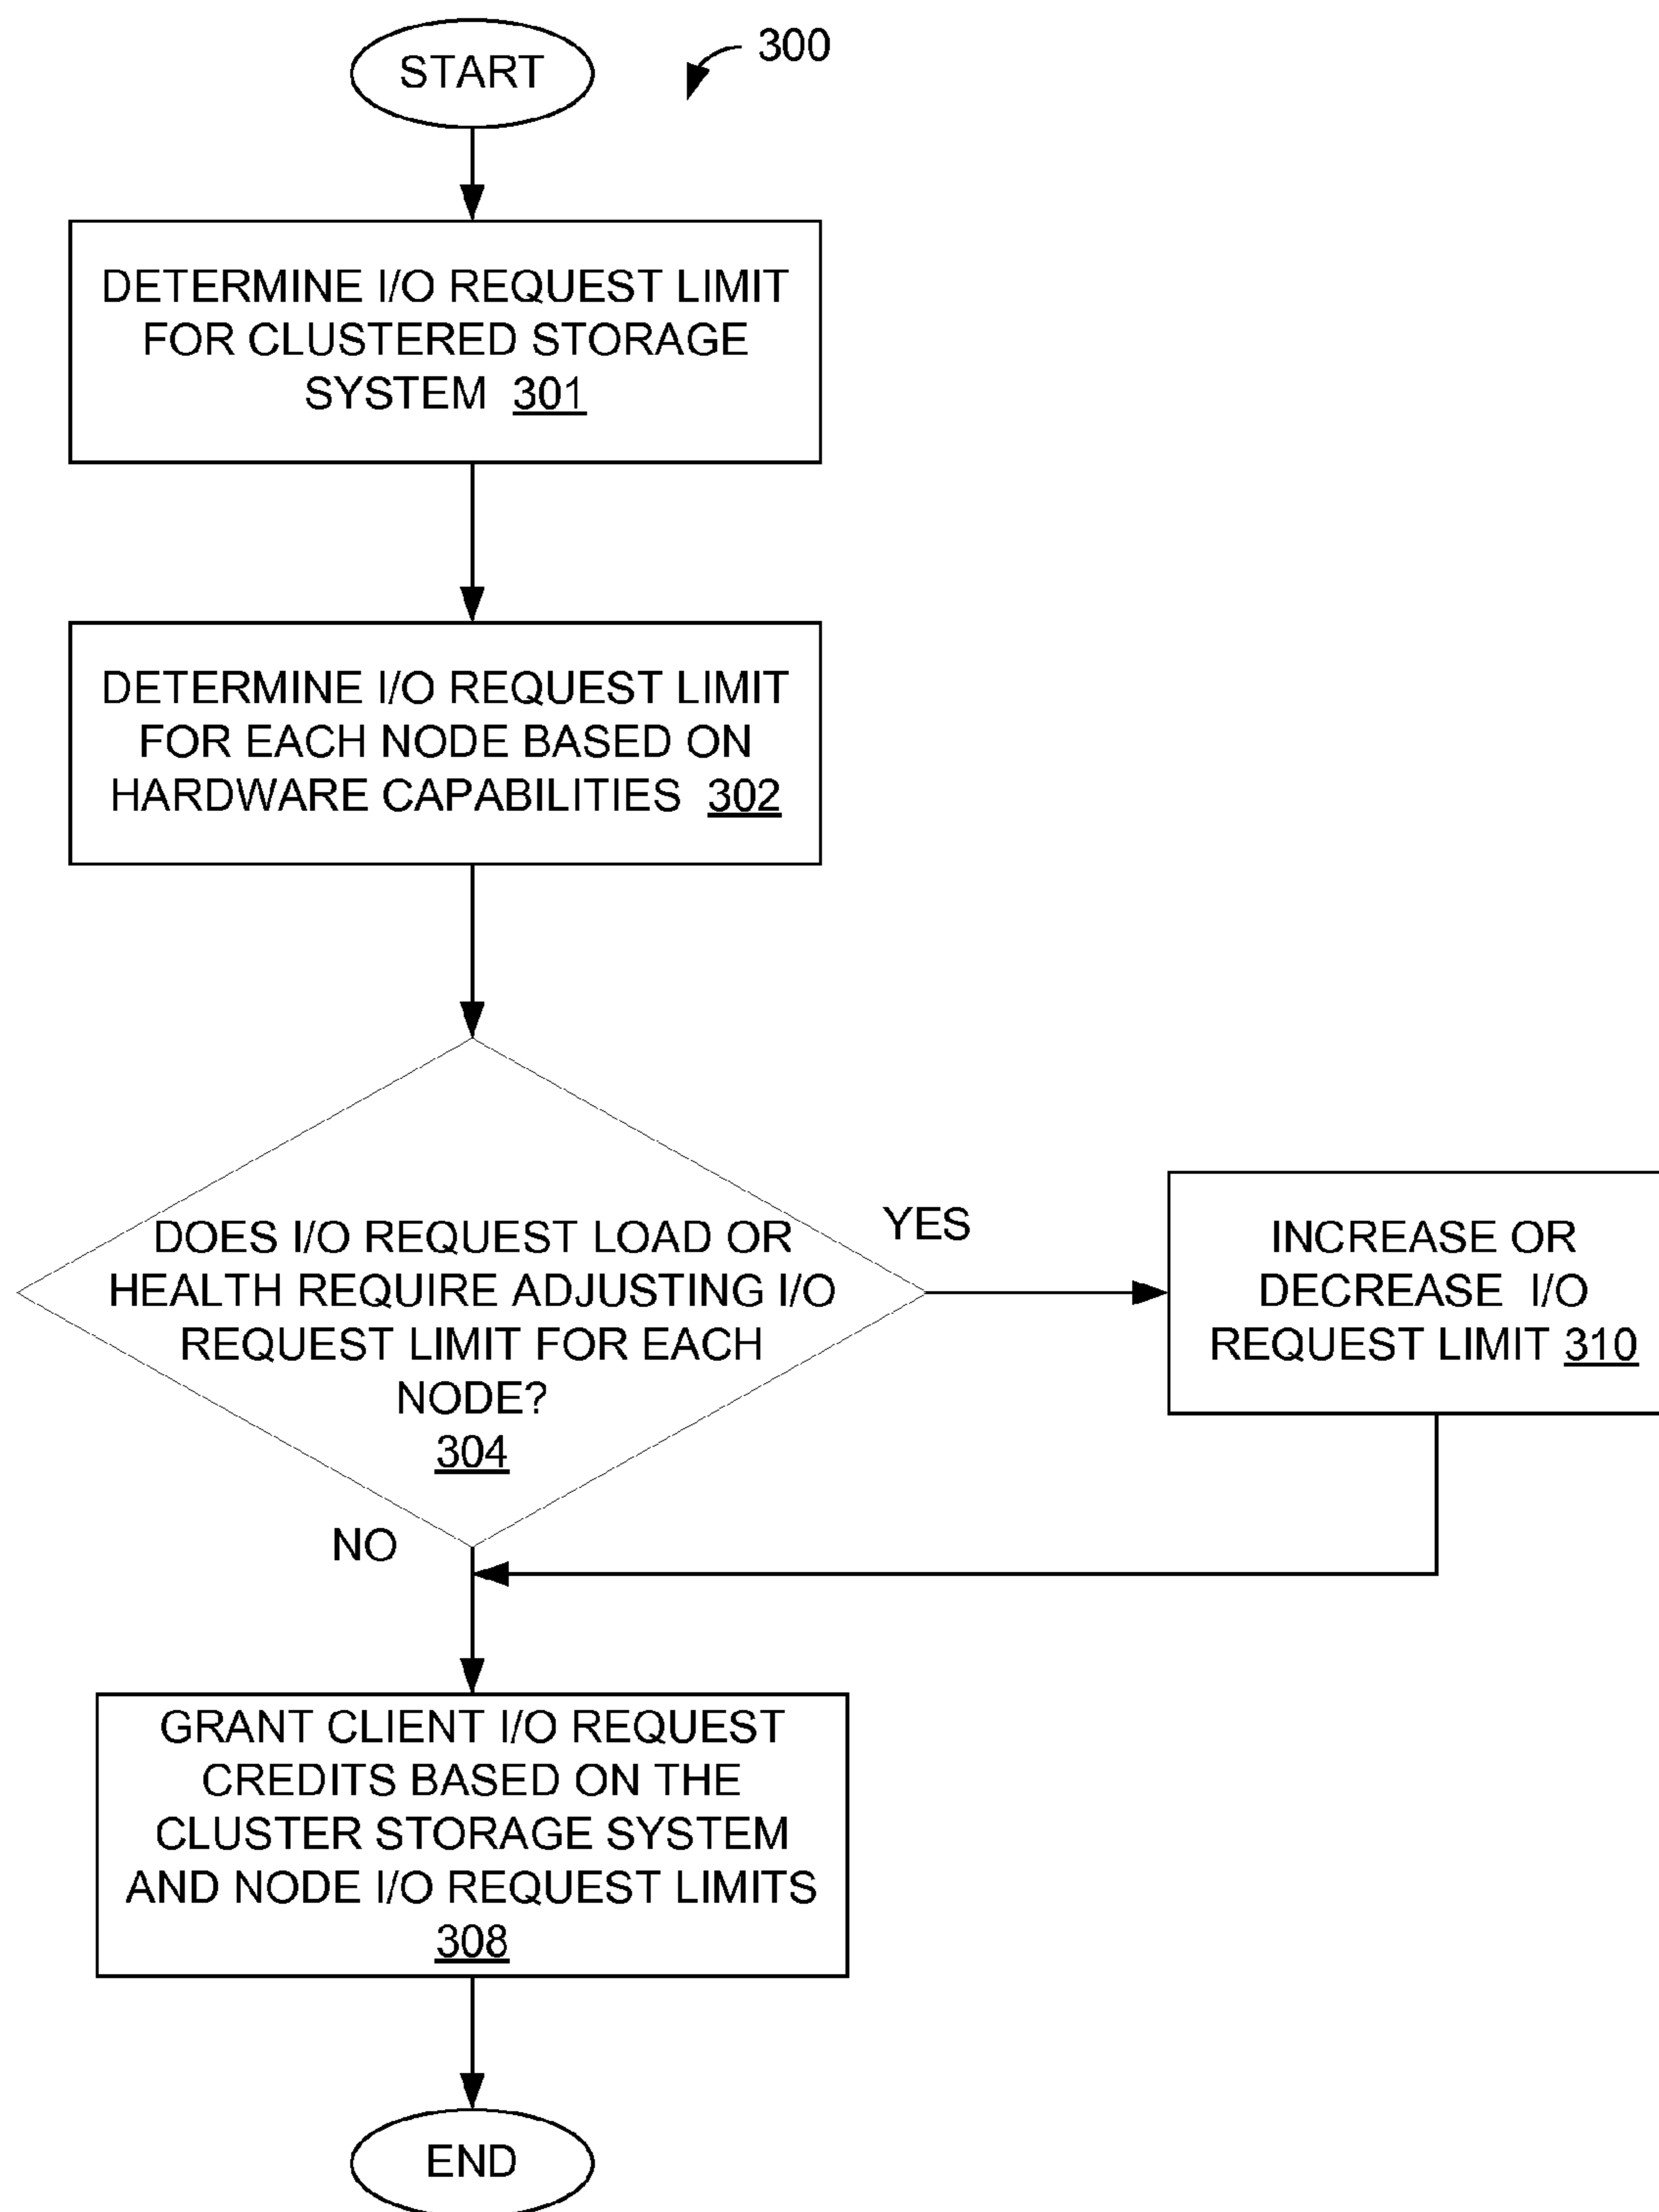 START
300
DETERMINE I/O REQUEST LIMIT
FOR CLUSTERED STORAGE
SYSTEM 301
DETERMINE I/O REQUEST LIMIT
FOR EACH NODE BASED ON
HARDWARE CAPABILITIES 302
DOES I/O REQUEST LOAD OR
HEALTH REQUIRE ADJUSTING I/O
REQUEST LIMIT FOR EACH
NODE?
304
YES
INCREASE OR
DECREASE I/O
REQUEST LIMIT 310
NO
GRANT CLIENT I/O REQUEST
CREDITS BASED ON THE
CLUSTER STORAGE SYSTEM
AND NODE I/O REQUEST LIMITS
308
END